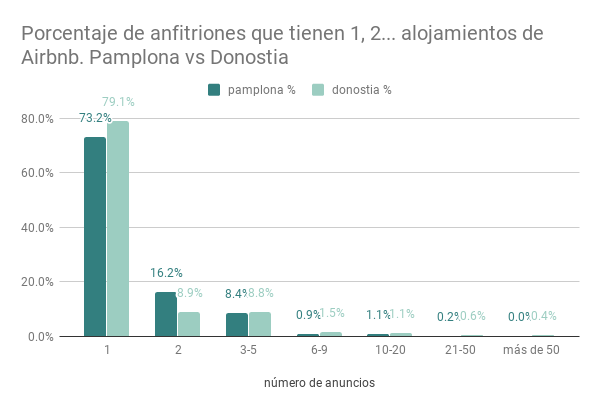 Porcentaje de anfitriones que tienen 1, 2... alojamientos de
Airbnb. Pamplona vs Donostia
pamplona % donostia %
79.1%
80.0% 73.2%
60.0%
40.0%
20.0% 16.2% 8.9% 8.4% 8.8% 0.9% 1.5% 1.1% 1.1% 0.2% 0.6% 0.0% 0.4%
0.0%
1 2 3-5 6-9 10-20 21-50 más de 50
número de anuncios